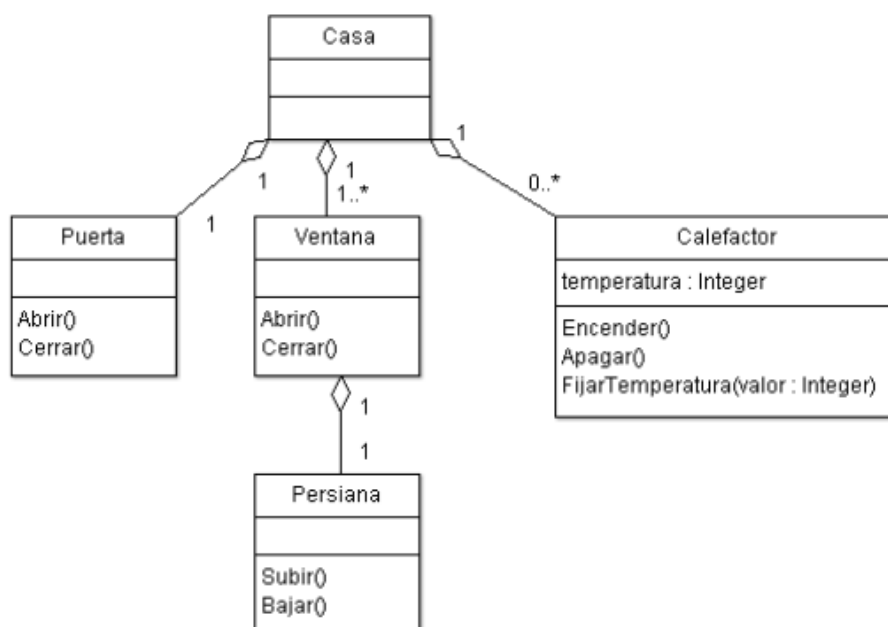 Casa
1
1
1
1
1..*
0..*
Puerta
Abrir()
Cerrar()
Ventana
Abrir()
Cerrar()
Calefactor
temperatura : Integer
Encender()
Apagar()
FijarTemperatura(valor : Integer)
1
1
Persiana
Subir()
Bajar()